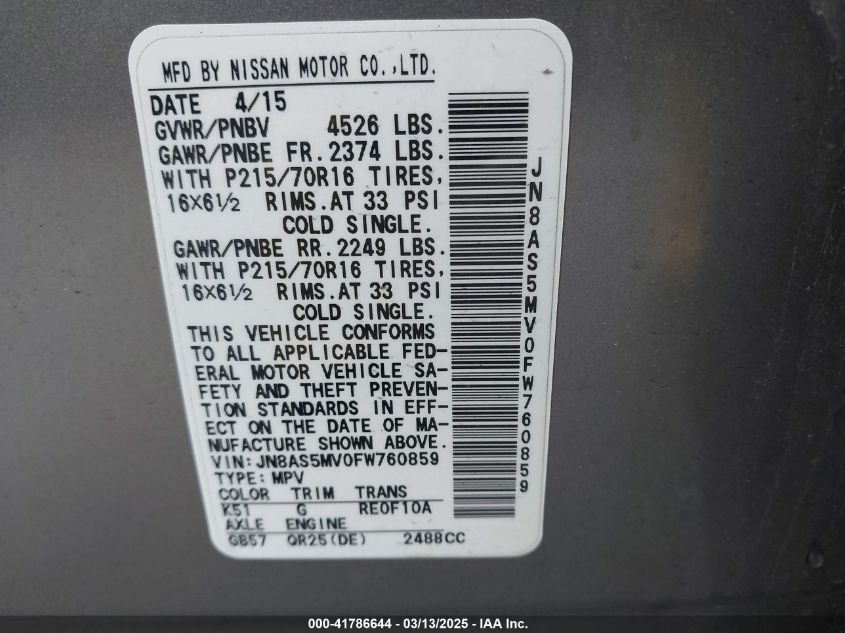 MFD BY NISSAN MOTOR CO.,LTD.
DATE 4/15
GVWR/PNBV 4526 LBS.
GAWR/PNBE FR.2374 LBS.
WITH P215/70R16 TIRES,
16X6½ RIMS.AT 33 PSI
COLD SINGLE.
GAWR/PNBE RR.2249 LBS.
WITH P215/70R16 TIRES,
16X6½ RIMS.AT 33 PSI
COLD SINGLE.
THIS VEHICLE CONFORMS
TO ALL APPLICABLE FED-
ERAL MOTOR VEHICLE SA-
FETY AND THEFT PREVEN-
TION STANDARDS IN EFF-
ECT ON THE DATE OF MA-
NUFACTURE SHOWN ABOVE.
VIN:JN8AS5MV0FW760859
TYPE:MPV
COLOR TRIM TRANS
K51 G RE0F10A
AXLE ENGINE
GB57 QR25(DE) 2488CC
JN8AS5MV0FW760859
000-41786644 — 03/13/2025 — IAA Inc.